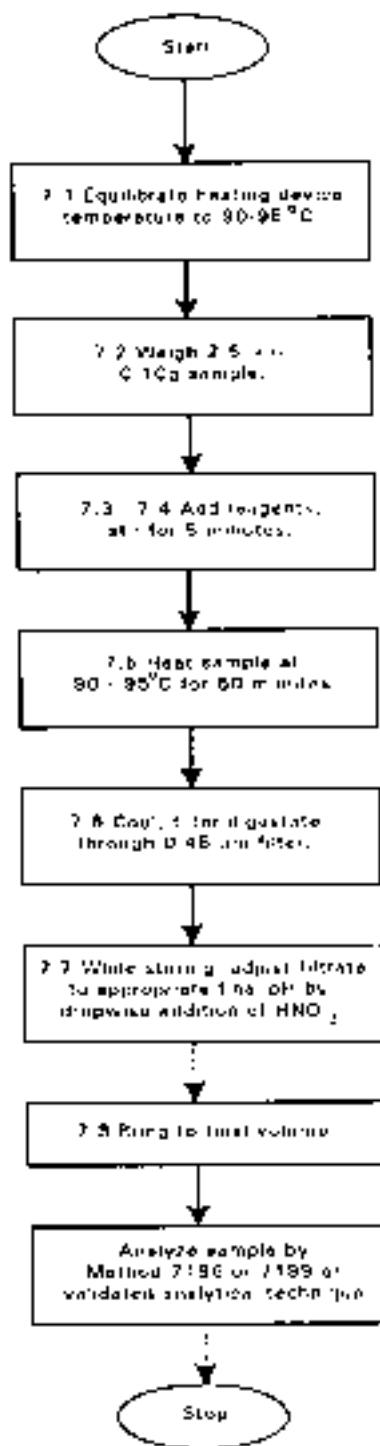 Start
7.1 Equilibrate heating device
temperature to 90-95°C
7.2 Weigh 2.5
0.10g sample.
7.3 - 7.4 Add reagents,
stir for 5 minutes.
7.5 Heat sample at
90 - 95°C for 60 minutes
7.6 Cool, filter digestate
through 0.45 um filter.
7.7 While stirring, adjust filtrate
to appropriate final pH by
dropwise addition of HNO3
Bring to final volume
Analyze sample by
Method 7196 or 7199 or
validated analytical technique
Stop